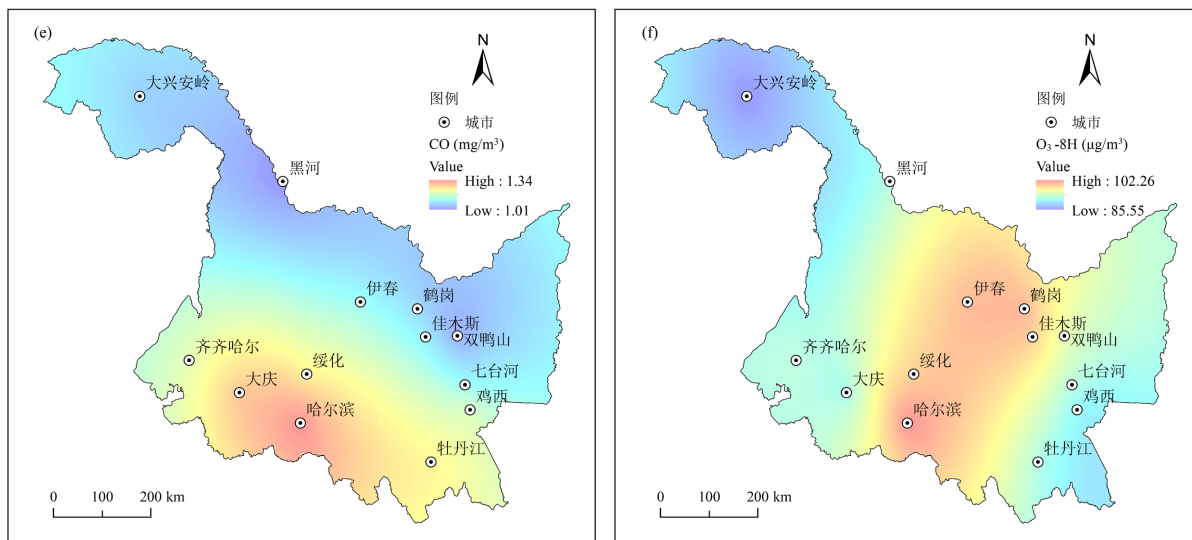 (e)
N
大兴安岭
图例
城市
CO (mg/m³)
Value
High : 1.34
Low : 1.01
黑河
伊春
鹤岗
佳木斯
双鸭山
齐齐哈尔
绥化
七台河
大庆
鸡西
哈尔滨
牡丹江
0 100 200 km
(f)
N
大兴安岭
图例
城市
O₃ -8H (μg/m³)
Value
High : 102.26
Low : 85.55
黑河
伊春
鹤岗
佳木斯
双鸭山
齐齐哈尔
绥化
七台河
大庆
鸡西
哈尔滨
牡丹江
0 100 200 km